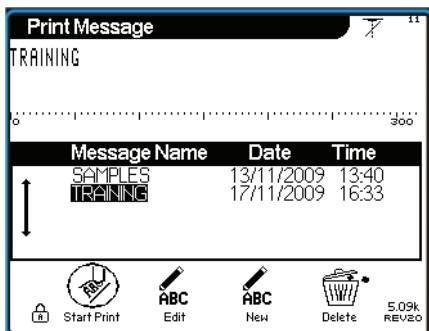 Print Message
11
TRAINING
0 300
Message Name Date Time
SAMPLES 13/11/2009 13:40
TRAINING 17/11/2009 16:33
ABC ABC ABC
Start Print Edit New Delete
5.09k
REV20